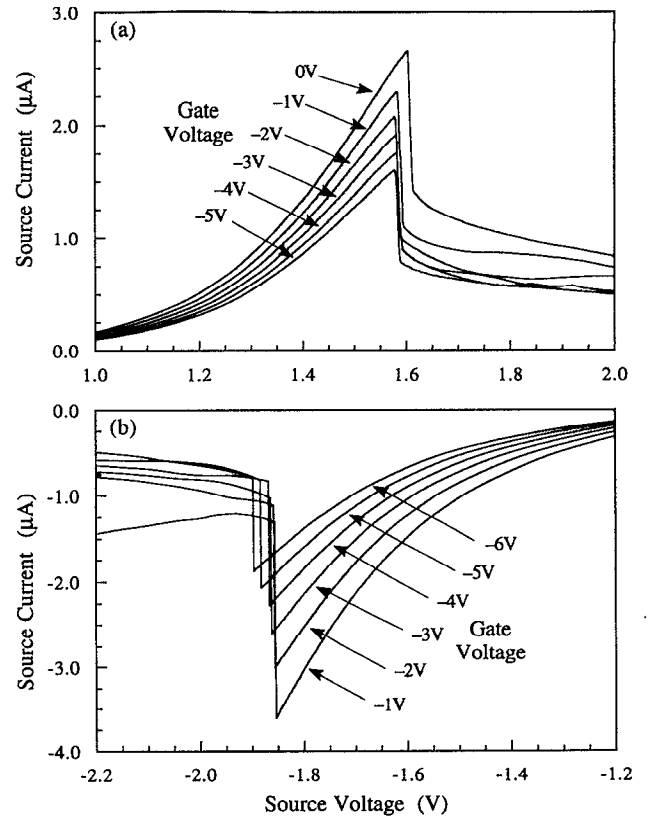 (a)
3.0
2.0
1.0
0.0
Source Current (µA)
Gate
Voltage
0V
−1V
−2V
−3V
−4V
−5V
1.0 1.2 1.4 1.6 1.8 2.0
(b)
0.0
-1.0
-2.0
-3.0
-4.0
Source Current (µA)
−6V
−5V
−4V
−3V
−2V
−1V
Gate
Voltage
-2.2 -2.0 -1.8 -1.6 -1.4 -1.2
Source Voltage (V)